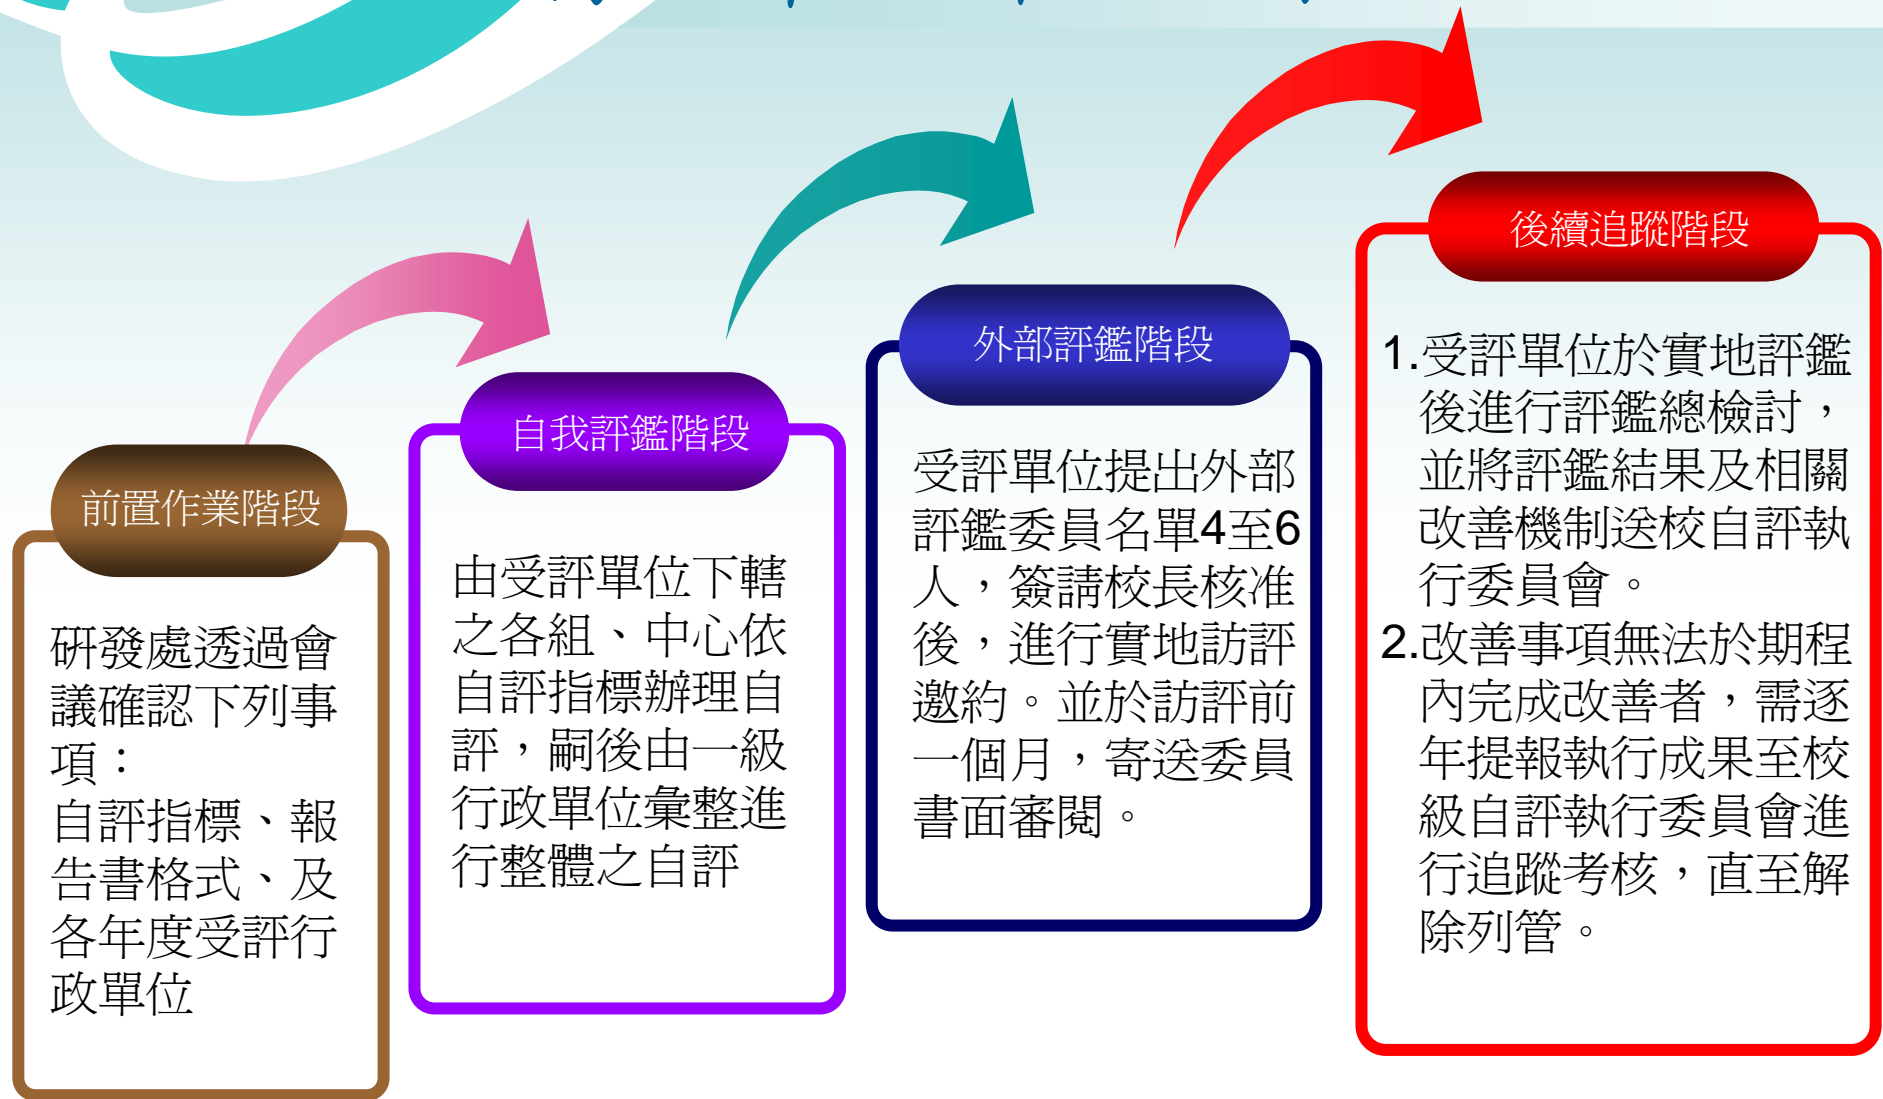 前置作業階段
研發處透過會
議確認下列事
項：
自評指標、報
告書格式、及
各年度受評行
政單位
自我評鑑階段
由受評單位下轄
之各組、中心依
自評指標辦理自
評，嗣後由一級
行政單位彙整進
行整體之自評
外部評鑑階段
受評單位提出外部
評鑑委員名單4至6
人，簽請校長核准
後，進行實地訪評
邀約。並於訪評前
一個月，寄送委員
書面審閱。
後續追蹤階段
1.受評單位於實地評鑑
後進行評鑑總檢討，
並將評鑑結果及相關
改善機制送校自評執
行委員會。
2.改善事項無法於期程
內完成改善者，需逐
年提報執行成果至校
級自評執行委員會進
行追蹤考核，直至解
除列管。